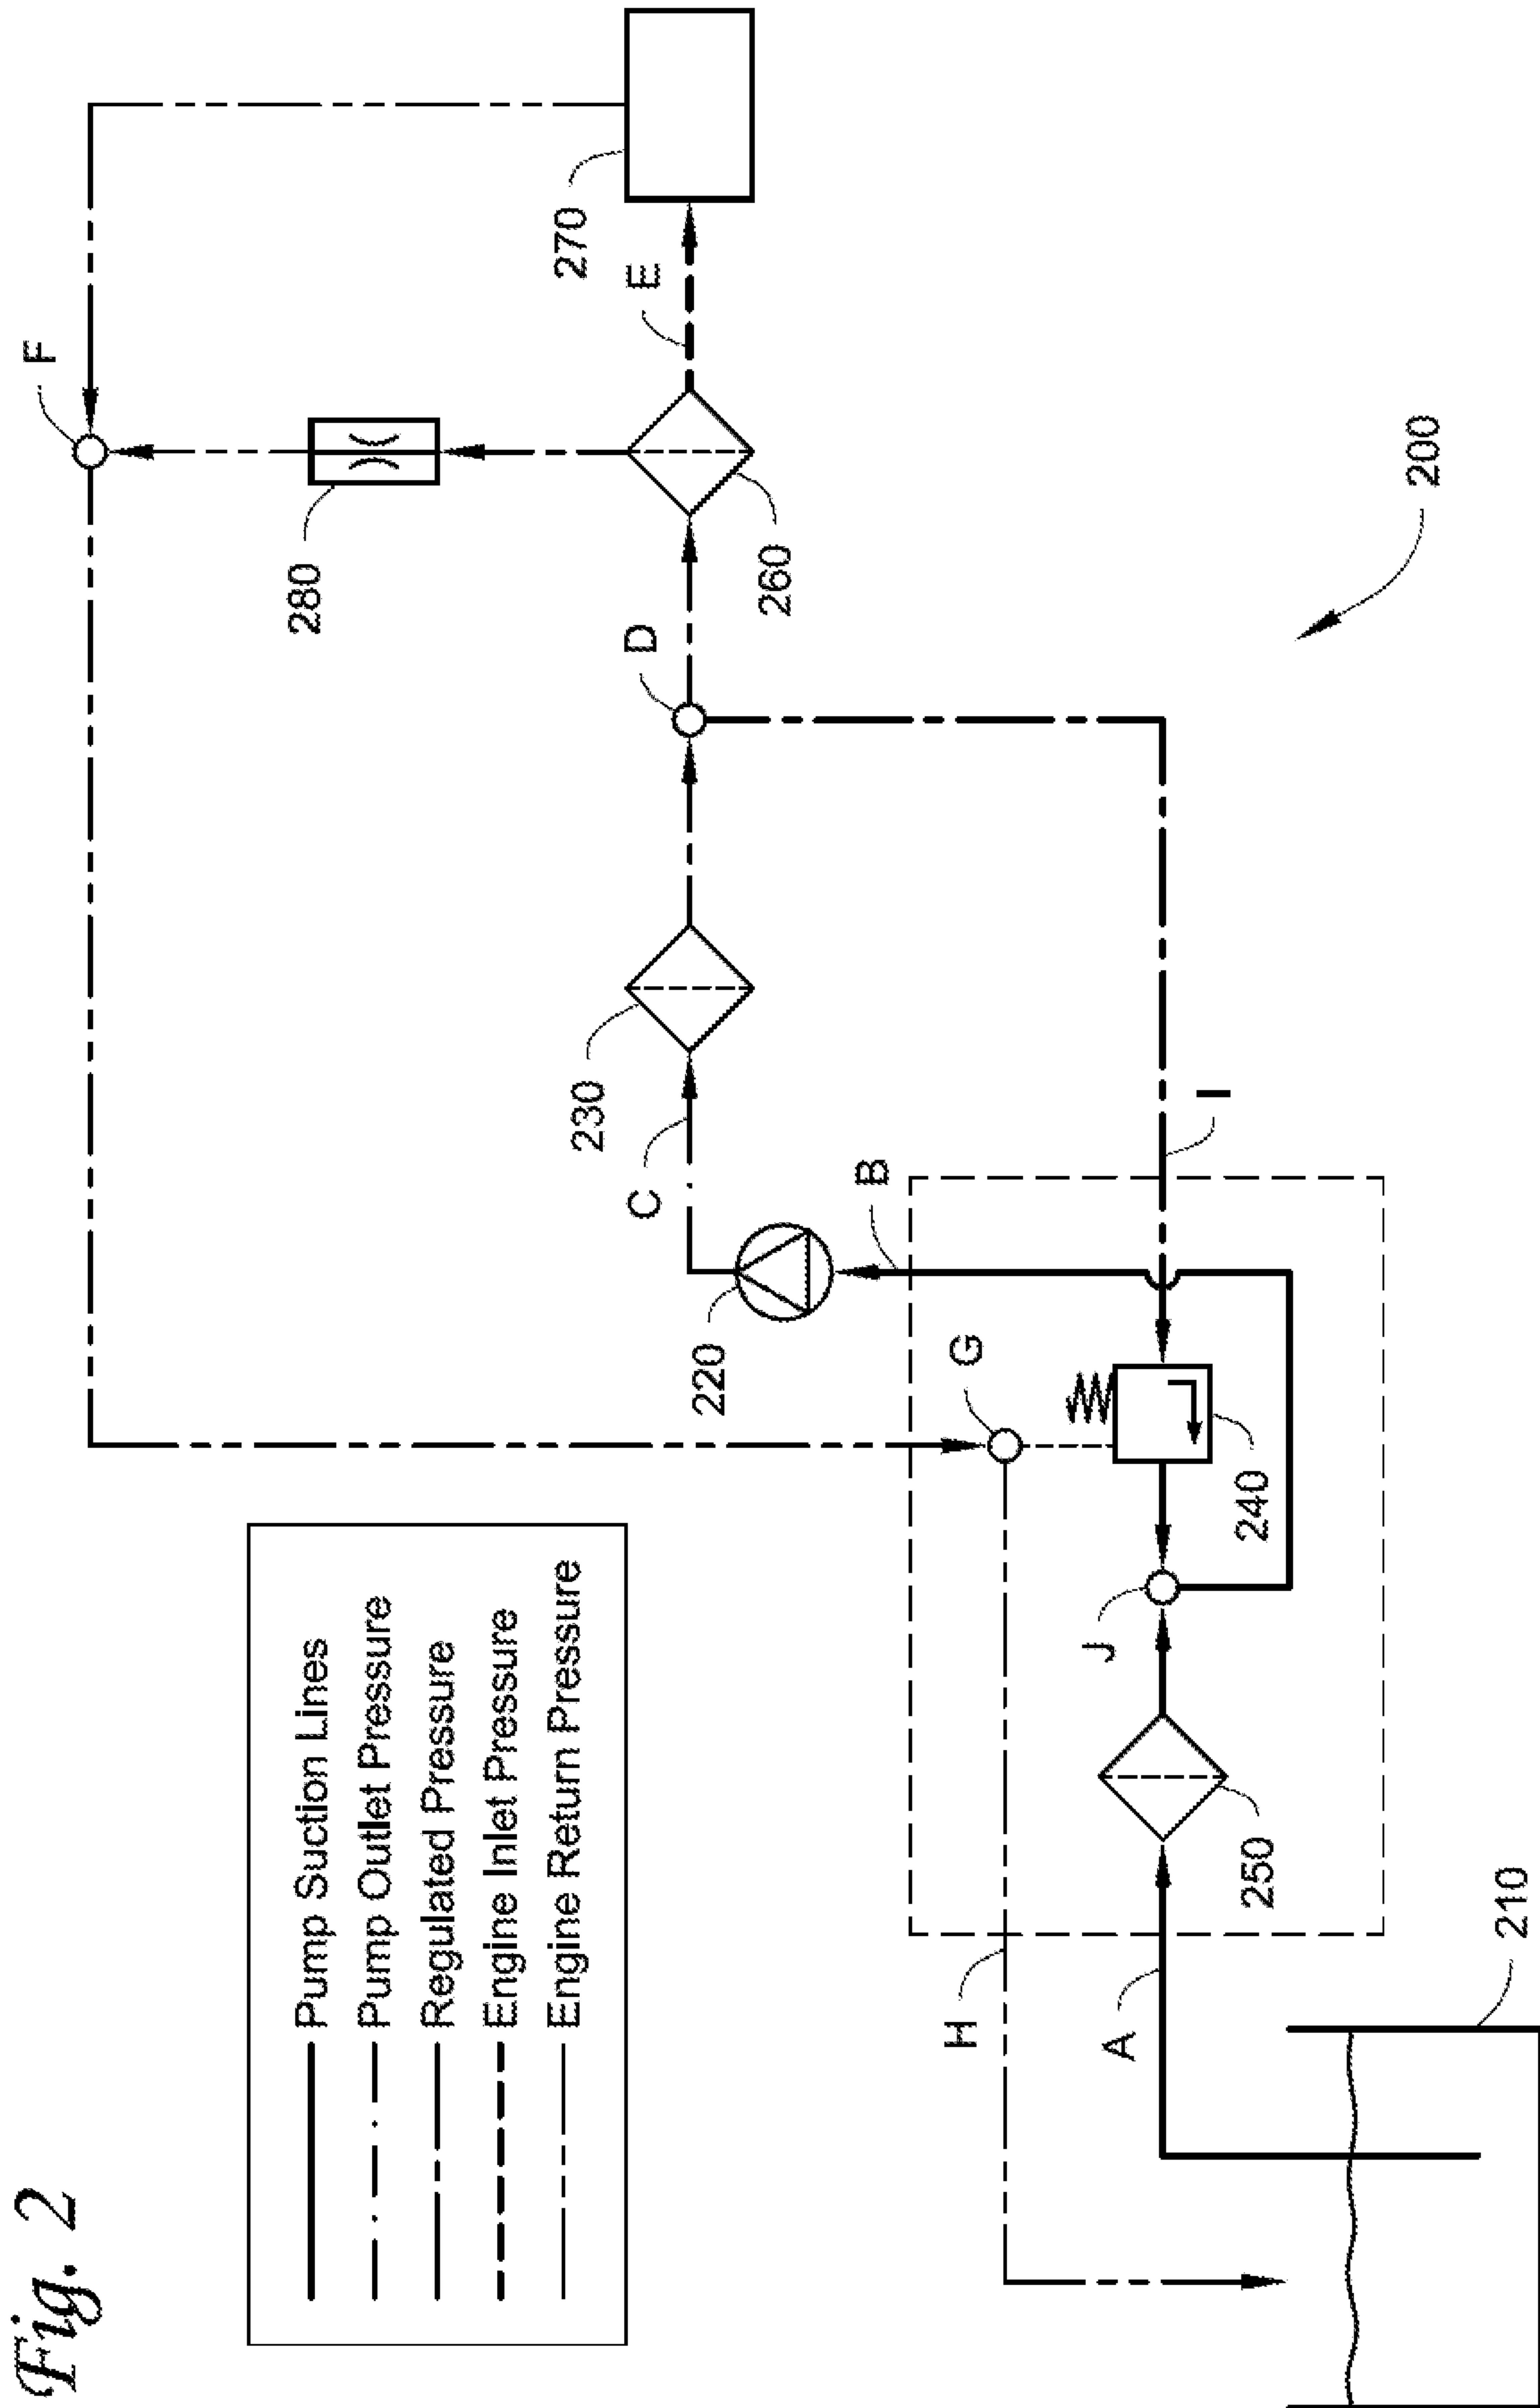 Fig. 2
Pump Suction Lines
Pump Outlet Pressure
Regulated Pressure
Engine Inlet Pressure
Engine Return Pressure
F
280
270
E
D
260
230
C
220
B
G
I
H
A
J
240
250
210
200